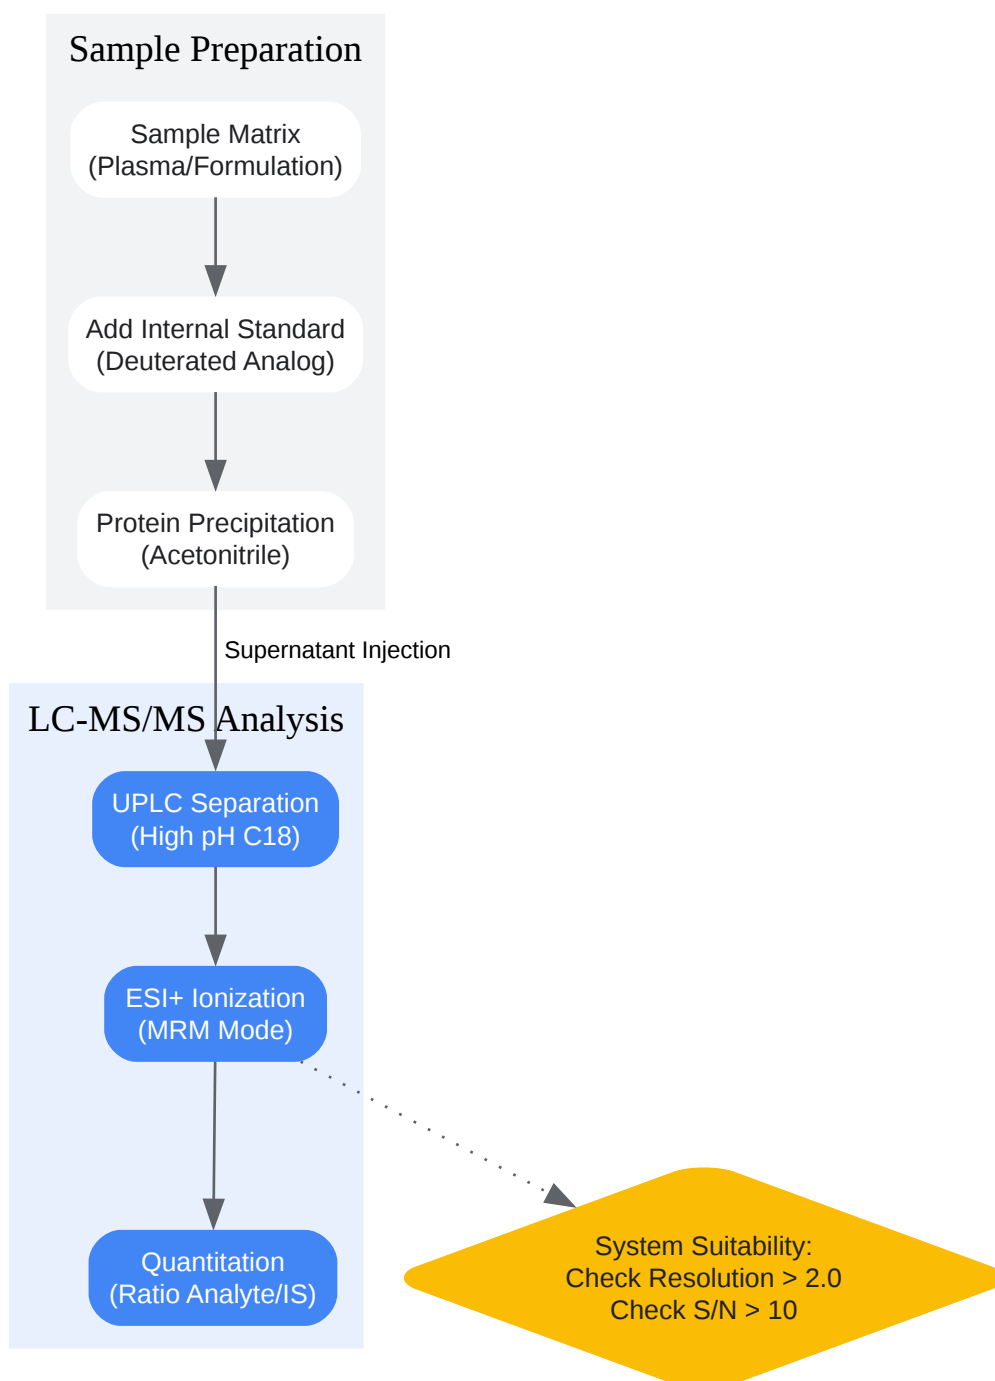 Sample Preparation
Sample Matrix
(Plasma/Formulation)
Add Internal Standard
(Deuterated Analog)
Protein Precipitation
(Acetonitrile)
Supernatant Injection
LC-MS/MS Analysis
UPLC Separation
(High pH C18)
ESI+ Ionization
(MRM Mode)
Quantitation
(Ratio Analyte/IS)
System Suitability:
Check Resolution > 2.0
Check S/N > 10